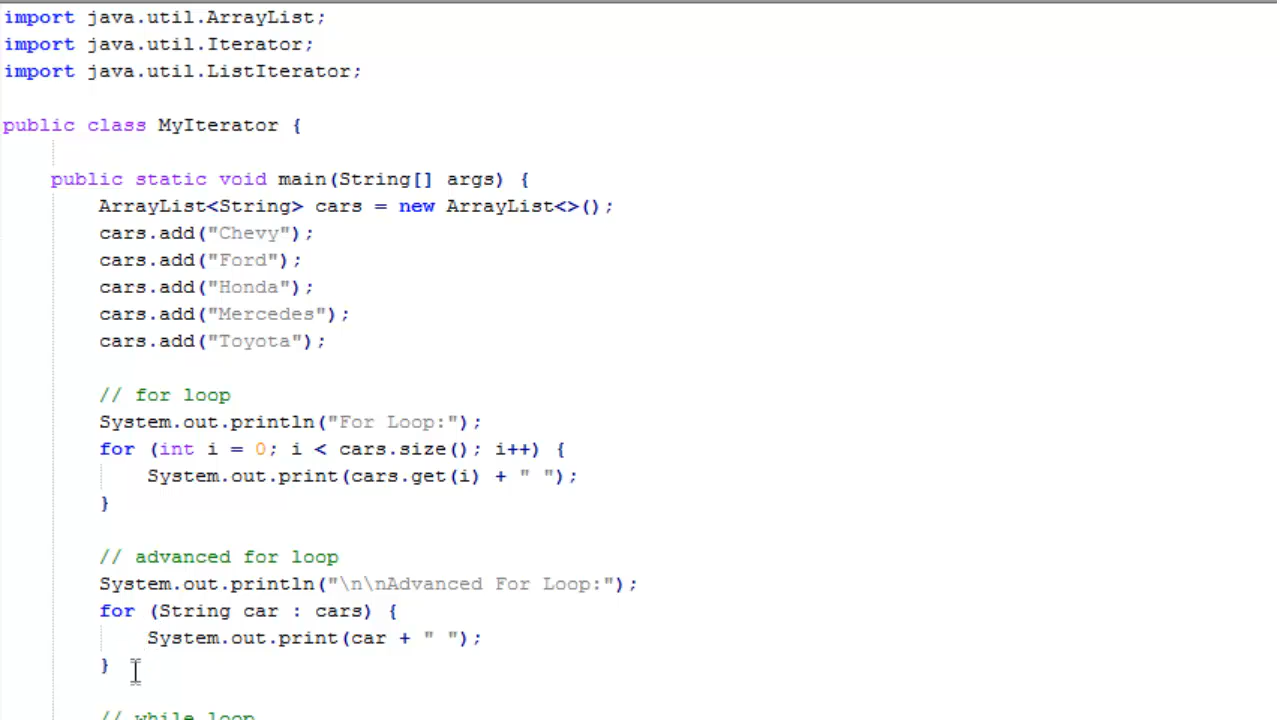 import java.util.ArrayList;
import java.util.Iterator;
import java.util.ListIterator;
public class MyIterator {
public static void main(String[] args) {
ArrayList<String> cars = new ArrayList<>();
cars.add("Chevy");
cars.add("Ford");
cars.add("Honda");
cars.add("Mercedes");
cars.add("Toyota");
// for loop
System.out.println("For Loop:");
for (int i = 0; i < cars.size(); i++) {
System.out.print(cars.get(i) + " ");
}
// advanced for loop
System.out.println("\n\nAdvanced For Loop:");
for (String car : cars) {
System.out.print(car + " ");
}
// while loop